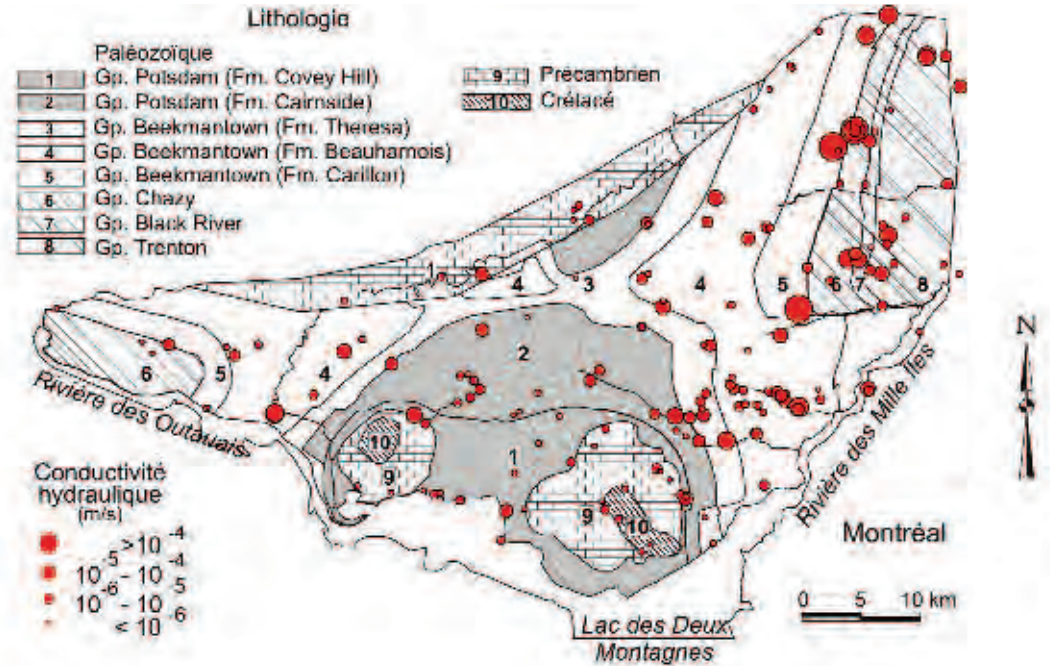 Lithologie
Paléozoïque
1 Gp. Potsdam (Fm. Covey Hill)
2 Gp. Potsdam (Fm. Cairnside)
3 Gp. Beekmantown (Fm. Theresa)
4 Gp. Beekmantown (Fm. Beauharnois)
5 Gp. Beekmantown (Fm. Carillon)
6 Gp. Chazy
7 Gp. Black River
8 Gp. Trenton
9 Précambrien
10 Crétacé
1
4 3 4 5 6 7 8
2
6 5 4
10
9
1
9
10
Rivière des Outaouais
Rivière des Mille Îles
N
S
Conductivité
hydraulique
(m/s)
> 10 -4
10 -5 - 10 -4
10 -6 - 10 -5
< 10 -6
Montréal
0 5 10 km
Lac des Deux
Montagnes